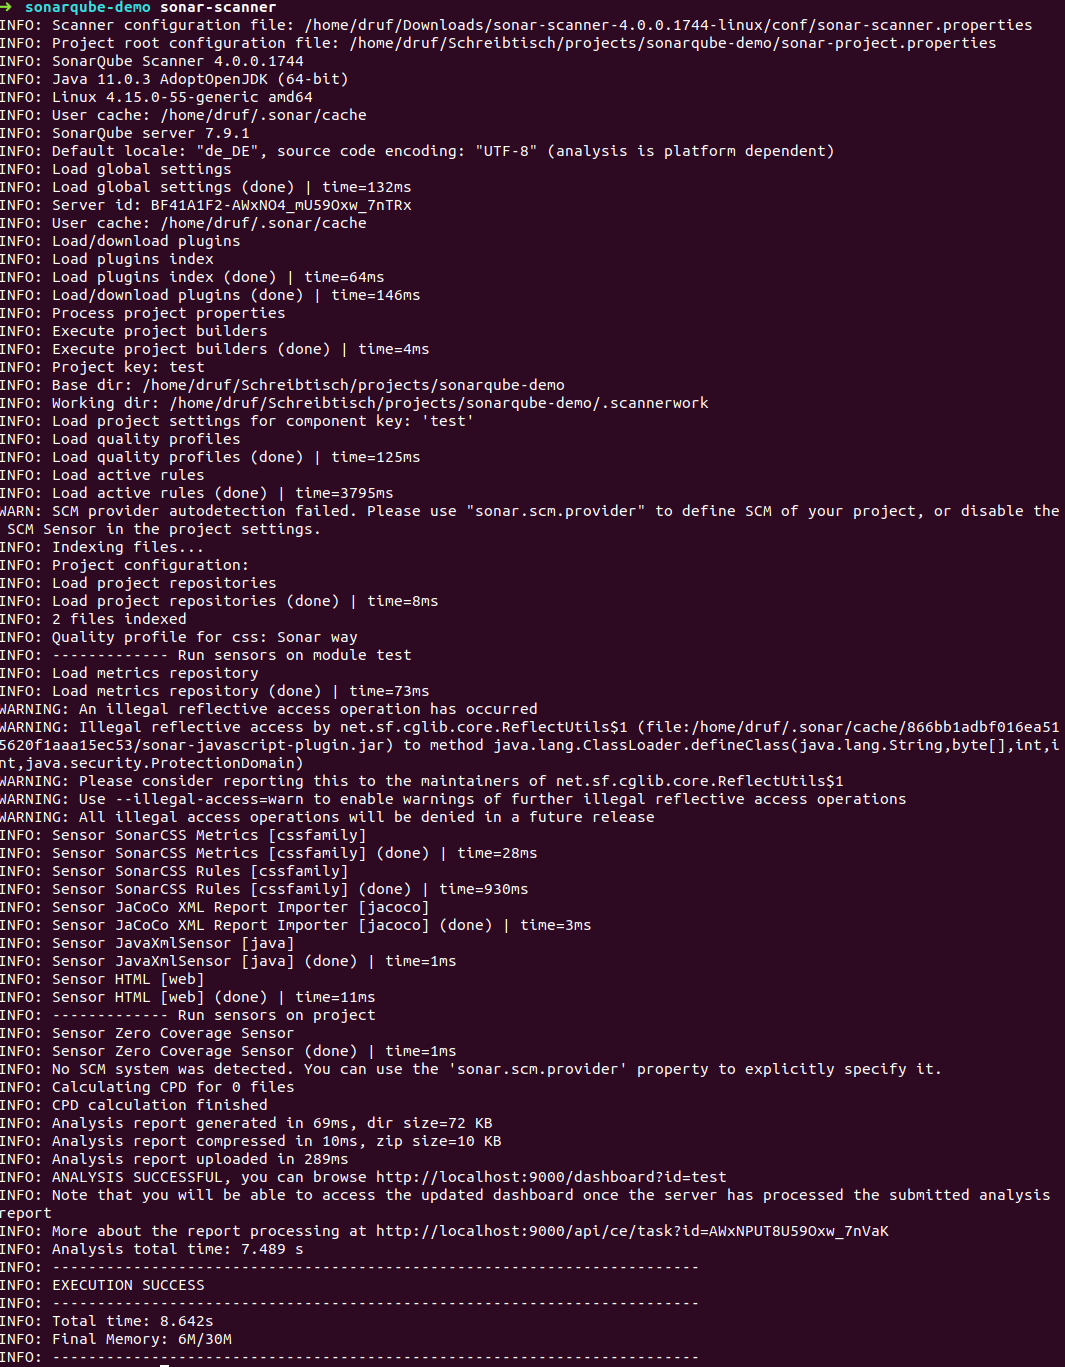 → sonarqube-demo sonar-scanner
INFO: Scanner configuration file: /home/druf/Downloads/sonar-scanner-4.0.0.1744-linux/conf/sonar-scanner.properties
INFO: Project root configuration file: /home/druf/Schreibtisch/projects/sonarqube-demo/sonar-project.properties
INFO: SonarQube Scanner 4.0.0.1744
INFO: Java 11.0.3 AdoptOpenJDK (64-bit)
INFO: Linux 4.15.0-55-generic amd64
INFO: User cache: /home/druf/.sonar/cache
INFO: SonarQube server 7.9.1
INFO: Default locale: "de_DE", source code encoding: "UTF-8" (analysis is platform dependent)
INFO: Load global settings
INFO: Load global settings (done) | time=132ms
INFO: Server id: BF41A1F2-AWxNO4_mU59Oxw_7nTRx
INFO: User cache: /home/druf/.sonar/cache
INFO: Load/download plugins
INFO: Load plugins index
INFO: Load plugins index (done) | time=64ms
INFO: Load/download plugins (done) | time=146ms
INFO: Process project properties
INFO: Execute project builders
INFO: Execute project builders (done) | time=4ms
INFO: Project key: test
INFO: Base dir: /home/druf/Schreibtisch/projects/sonarqube-demo
INFO: Working dir: /home/druf/Schreibtisch/projects/sonarqube-demo/.scannerwork
INFO: Load project settings for component key: 'test'
INFO: Load quality profiles
INFO: Load quality profiles (done) | time=125ms
INFO: Load active rules
INFO: Load active rules (done) | time=3795ms
WARN: SCM provider autodetection failed. Please use "sonar.scm.provider" to define SCM of your project, or disable the
SCM Sensor in the project settings.
INFO: Indexing files...
INFO: Project configuration:
INFO: Load project repositories
INFO: Load project repositories (done) | time=8ms
INFO: 2 files indexed
INFO: Quality profile for css: Sonar way
INFO: ------------- Run sensors on module test
INFO: Load metrics repository
INFO: Load metrics repository (done) | time=73ms
WARNING: An illegal reflective access operation has occurred
WARNING: Illegal reflective access by net.sf.cglib.core.ReflectUtils$1 (file:/home/druf/.sonar/cache/866bb1adbf016ea51
5620f1aaa15ec53/sonar-javascript-plugin.jar) to method java.lang.ClassLoader.defineClass(java.lang.String,byte[],int,i
nt,java.security.ProtectionDomain)
WARNING: Please consider reporting this to the maintainers of net.sf.cglib.core.ReflectUtils$1
WARNING: Use --illegal-access=warn to enable warnings of further illegal reflective access operations
WARNING: All illegal access operations will be denied in a future release
INFO: Sensor SonarCSS Metrics [cssfamily]
INFO: Sensor SonarCSS Metrics [cssfamily] (done) | time=28ms
INFO: Sensor SonarCSS Rules [cssfamily]
INFO: Sensor SonarCSS Rules [cssfamily] (done) | time=930ms
INFO: Sensor JaCoCo XML Report Importer [jacoco]
INFO: Sensor JaCoCo XML Report Importer [jacoco] (done) | time=3ms
INFO: Sensor JavaXmlSensor [java]
INFO: Sensor JavaXmlSensor [java] (done) | time=1ms
INFO: Sensor HTML [web]
INFO: Sensor HTML [web] (done) | time=11ms
INFO: ------------- Run sensors on project
INFO: Sensor Zero Coverage Sensor
INFO: Sensor Zero Coverage Sensor (done) | time=1ms
INFO: No SCM system was detected. You can use the 'sonar.scm.provider' property to explicitly specify it.
INFO: Calculating CPD for 0 files
INFO: CPD calculation finished
INFO: Analysis report generated in 69ms, dir size=72 KB
INFO: Analysis report compressed in 10ms, zip size=10 KB
INFO: Analysis report uploaded in 289ms
INFO: ANALYSIS SUCCESSFUL, you can browse http://localhost:9000/dashboard?id=test
INFO: Note that you will be able to access the updated dashboard once the server has processed the submitted analysis
report
INFO: More about the report processing at http://localhost:9000/api/ce/task?id=AWxNPUT8U59Oxw_7nVaK
INFO: Analysis total time: 7.489 s
INFO: ------------------------------------------------------------------------
INFO: EXECUTION SUCCESS
INFO: ------------------------------------------------------------------------
INFO: Total time: 8.642s
INFO: Final Memory: 6M/30M
INFO: ------------------------------------------------------------------------